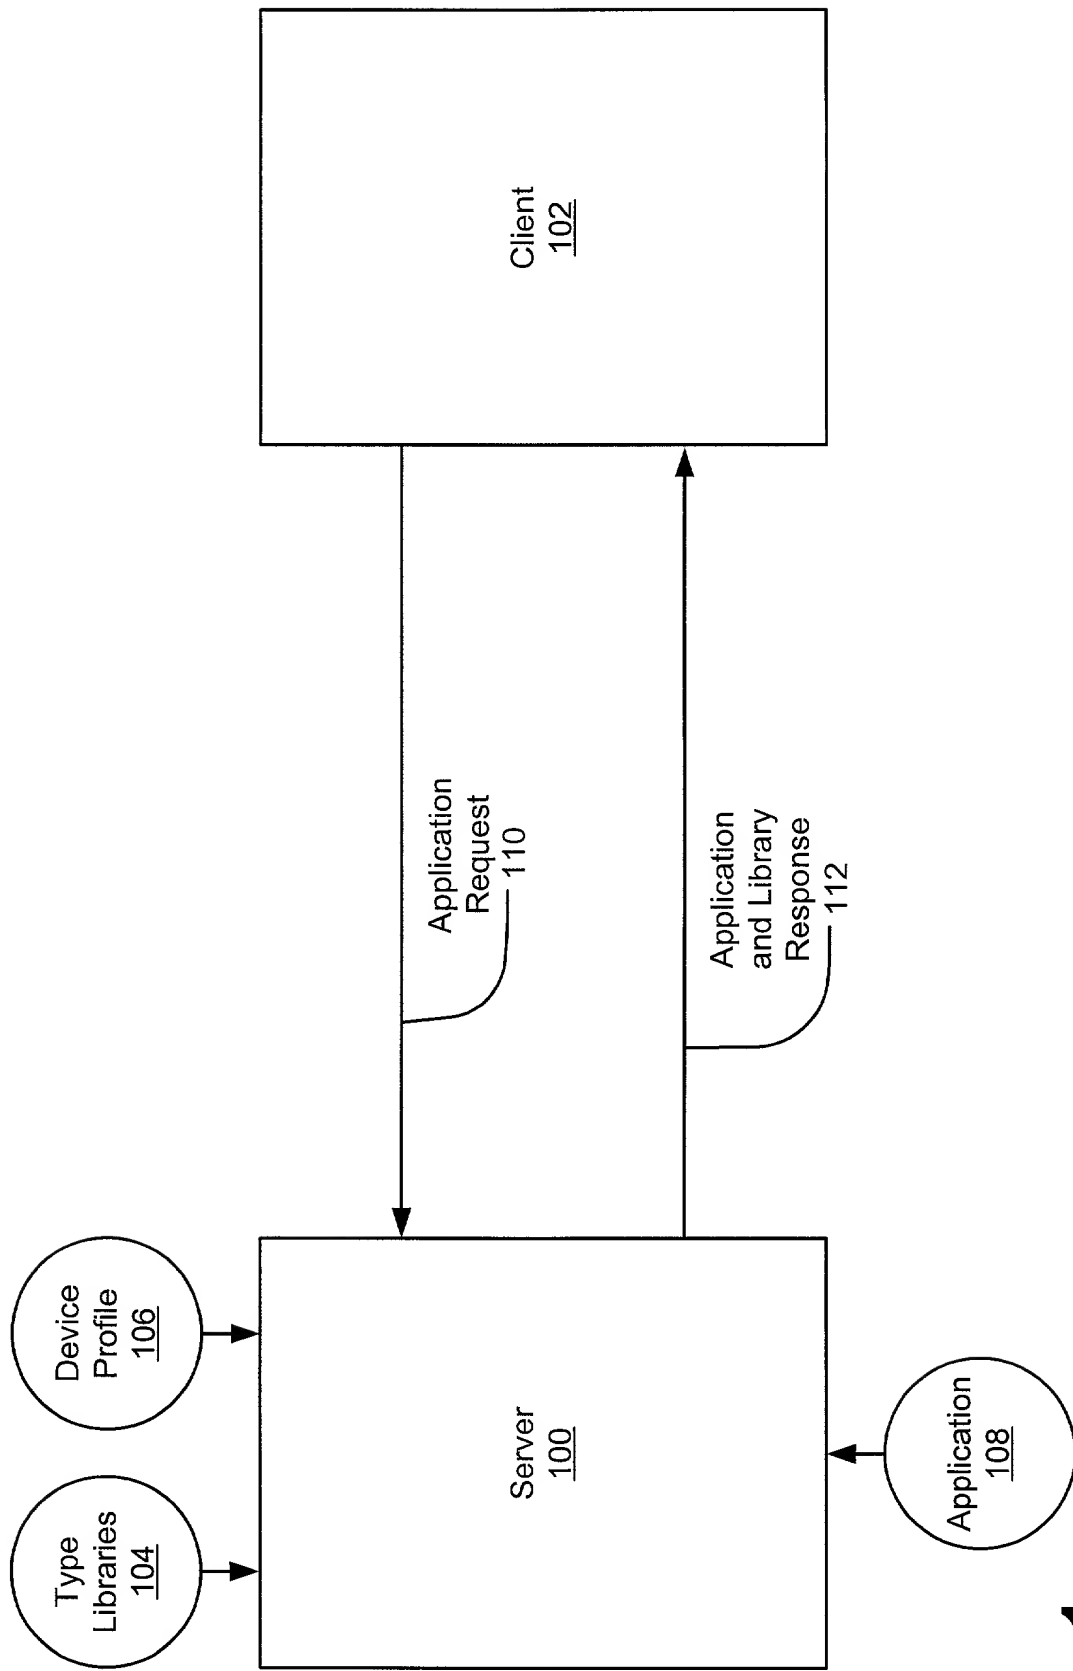 Type
Libraries
104
Device
Profile
106
Server
100
Application
108
Application
Request
110
Application
and Library
Response
112
Client
102